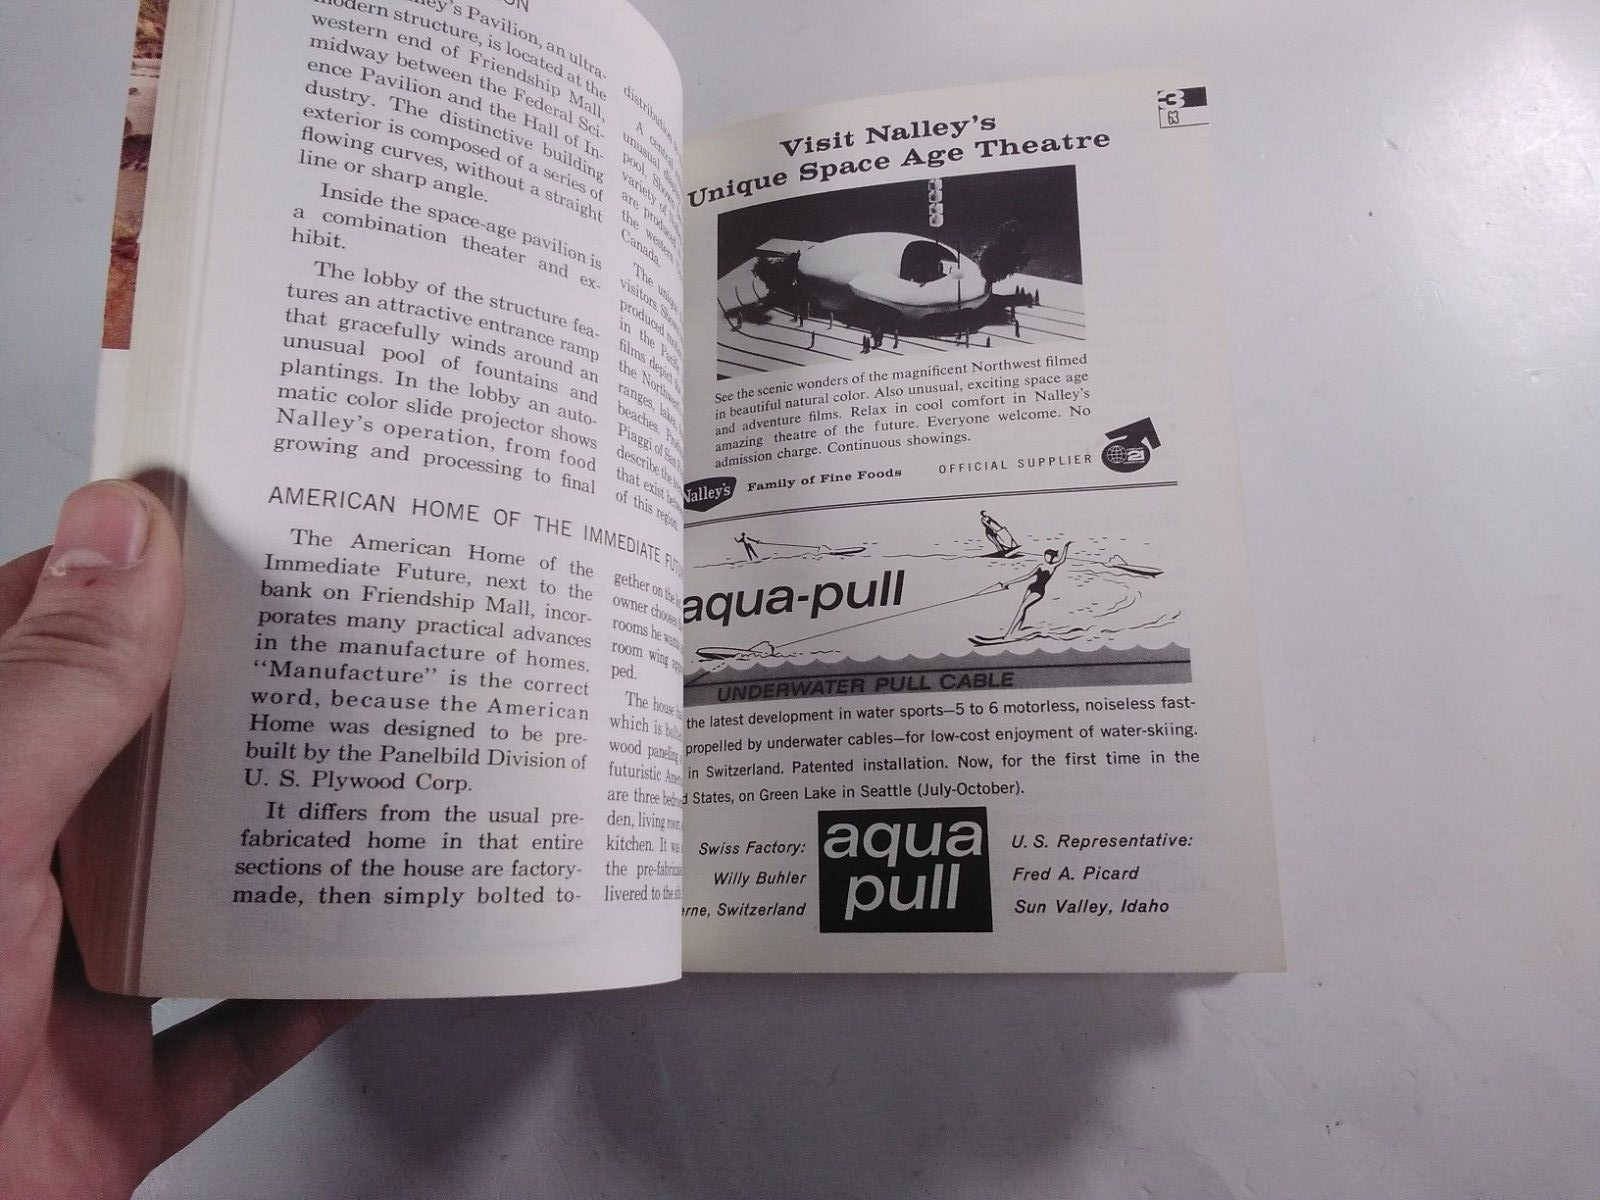 ON
ley's Pavilion, an ultra-
modern structure, is located at the
western end of Friendship Mall,
midway between the Federal Sci-
ence Pavilion and the Hall of In-
dustry. The distinctive building
exterior is composed of a series of
flowing curves, without a straight
line or sharp angle.
Inside the space-age pavilion is
a combination theater and ex-
hibit.
The lobby of the structure fea-
tures an attractive entrance ramp
that gracefully winds around an
unusual pool of fountains and
plantings. In the lobby an auto-
matic color slide projector shows
Nalley's operation, from food
growing and processing to final
distribution
A central
unusual
pool.
variety of
are produced
the western
Canada.
The unique
visitors.
produced
in the Pacific
films depict the
the Northwest
ranges, lakes,
beaches.
Piaggi of San
describe the
that exist between
of this region.
AMERICAN HOME OF THE IMMEDIATE FUTU
The American Home of the
Immediate Future, next to the
bank on Friendship Mall, incor-
porates many practical advances
in the manufacture of homes.
"Manufacture" is the correct
word, because the American
Home was designed to be pre-
built by the Panelbild Division of
U. S. Plywood Corp.
It differs from the usual pre-
fabricated home in that entire
sections of the house are factory-
made, then simply bolted to-
gether on the
owner chooses
rooms he wants
room wing
ped.
The house
which is
wood paneling
futuristic
are three
den, living room
kitchen. It
the pre-fabrica
livered to the
3
63
Visit Nalley's
Unique Space Age Theatre
See the scenic wonders of the magnificent Northwest filmed
in beautiful natural color. Also unusual, exciting space age
and adventure films. Relax in cool comfort in Nalley's
amazing theatre of the future. Everyone welcome. No
admission charge. Continuous showings.
Nalley's Family of Fine Foods OFFICIAL SUPPLIER 21
aqua-pull
UNDERWATER PULL CABLE
the latest development in water sports—5 to 6 motorless, noiseless fast-
propelled by underwater cables—for low-cost enjoyment of water-skiing.
in Switzerland. Patented installation. Now, for the first time in the
d States, on Green Lake in Seattle (July-October).
Swiss Factory:
Willy Buhler
erne, Switzerland
aqua
pull
U. S. Representative:
Fred A. Picard
Sun Valley, Idaho